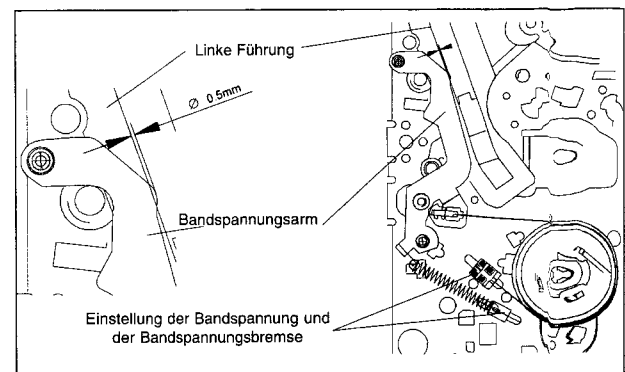 Linke Führung
Ø 0 5mm
Bandspannungsarm
Einstellung der Bandspannung und
der Bandspannungsbremse